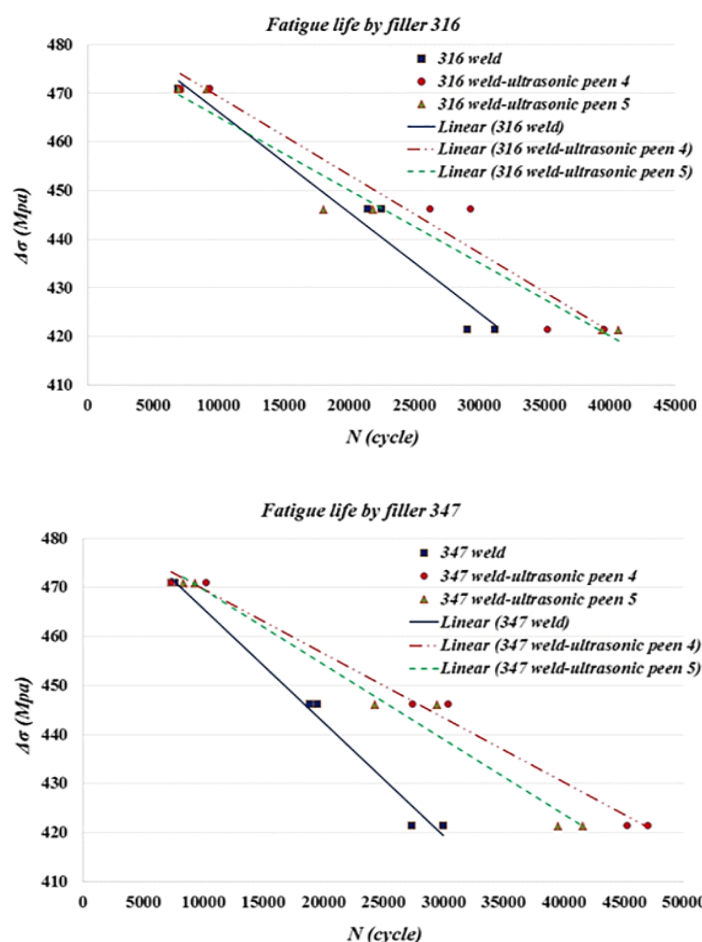 Fatigue life by filler 316
480
470
460
450
440
430
420
410
Δσ (Mpa)
316 weld
316 weld-ultrasonic peen 4
316 weld-ultrasonic peen 5
Linear (316 weld)
Linear (316 weld-ultrasonic peen 4)
Linear (316 weld-ultrasonic peen 5)
0 5000 10000 15000 20000 25000 30000 35000 40000 45000
N (cycle)
Fatigue life by filler 347
480
470
460
450
440
430
420
410
Δσ (Mpa)
347 weld
347 weld-ultrasonic peen 4
347 weld-ultrasonic peen 5
Linear (347 weld)
Linear (347 weld-ultrasonic peen 4)
Linear (347 weld-ultrasonic peen 5)
0 10000 20000 30000 40000 50000
N (cycle)